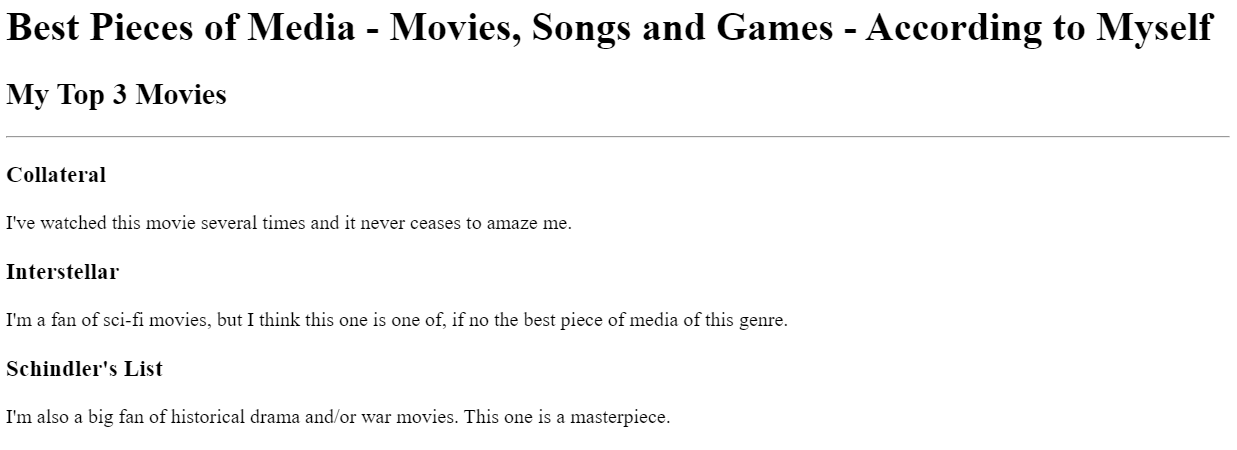 Best Pieces of Media - Movies, Songs and Games - According to Myself
My Top 3 Movies
Collateral
I've watched this movie several times and it never ceases to amaze me.
Interstellar
I'm a fan of sci-fi movies, but I think this one is one of, if no the best piece of media of this genre.
Schindler's List
I'm also a big fan of historical drama and/or war movies. This one is a masterpiece.